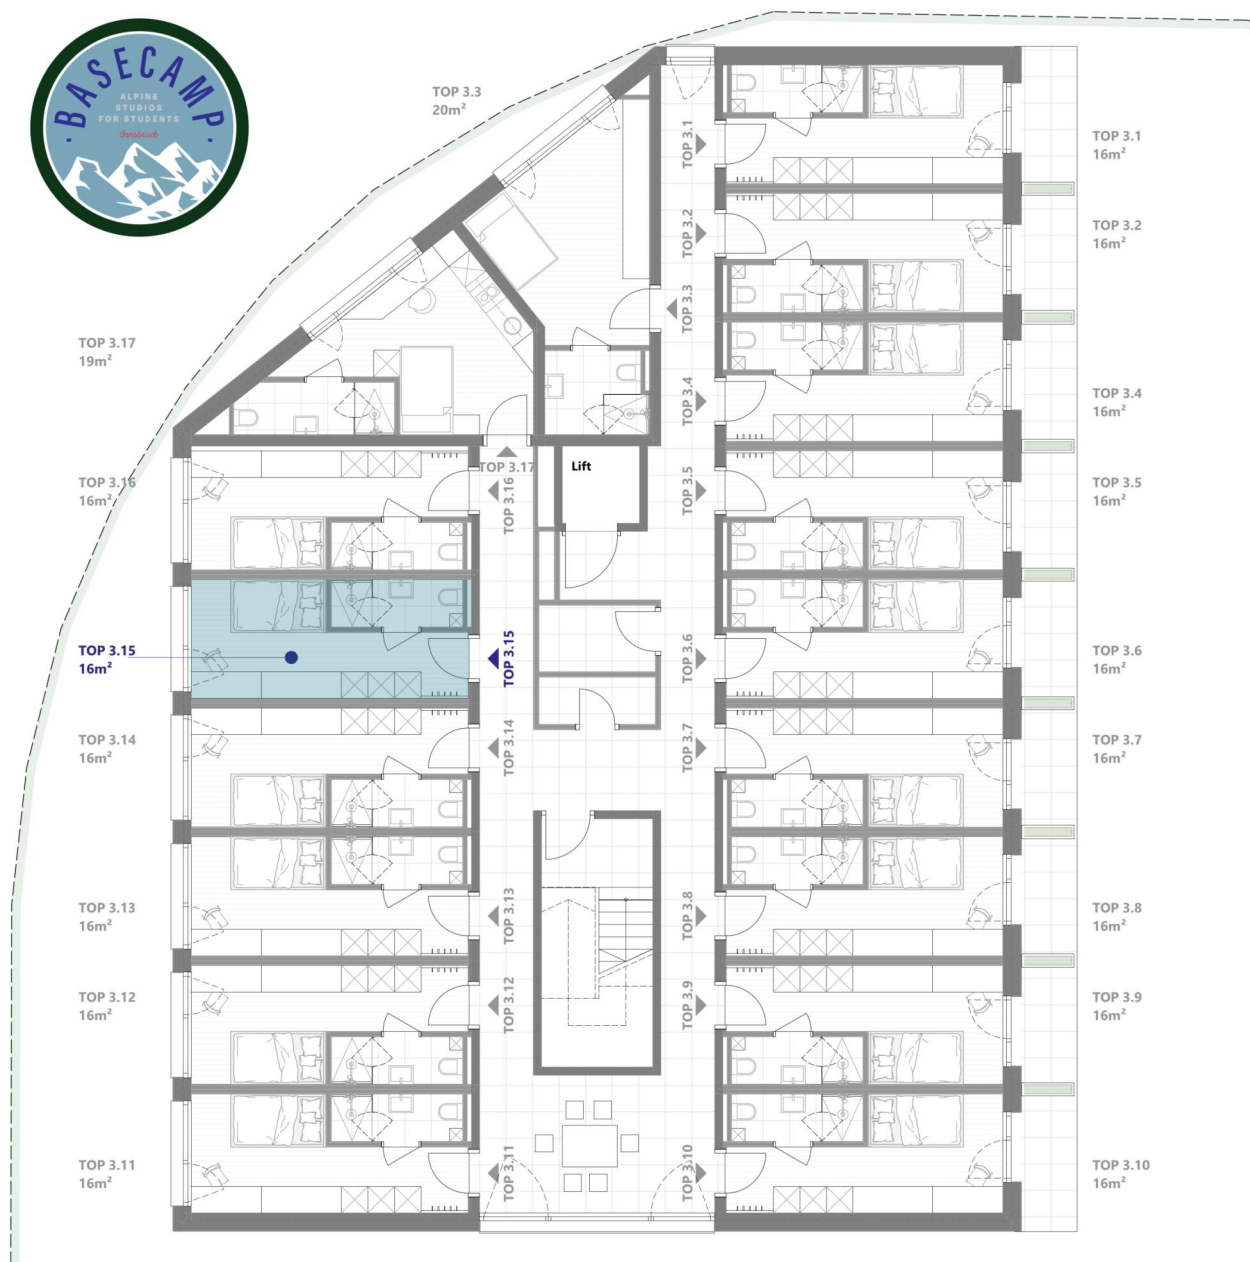 BASECAMP
ALPINE
STUDIOS
FOR STUDENTS
Innsbruck
TOP 3.3
20m²
TOP 3.17
19m²
TOP 3.16
16m²
TOP 3.15
16m²
TOP 3.14
16m²
TOP 3.13
16m²
TOP 3.12
16m²
TOP 3.11
16m²
TOP 3.1
TOP 3.2
TOP 3.3
TOP 3.4
TOP 3.5
TOP 3.6
TOP 3.7
TOP 3.8
TOP 3.9
TOP 3.10
TOP 3.17
TOP 3.16
TOP 3.15
TOP 3.14
TOP 3.13
TOP 3.12
TOP 3.11
Lift
TOP 3.1
16m²
TOP 3.2
16m²
TOP 3.4
16m²
TOP 3.5
16m²
TOP 3.6
16m²
TOP 3.7
16m²
TOP 3.8
16m²
TOP 3.9
16m²
TOP 3.10
16m²